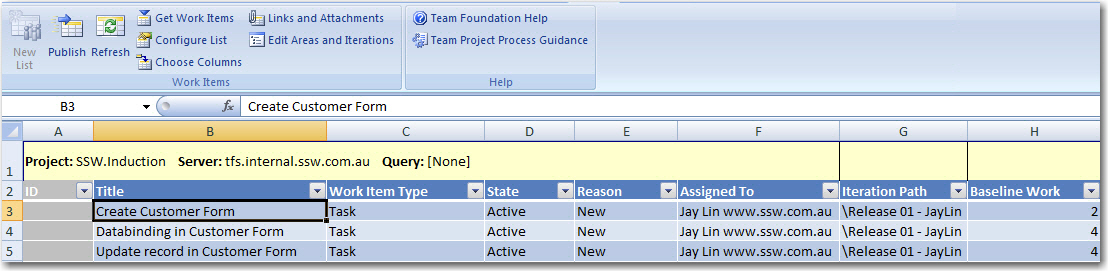 New List
Publish
Refresh
Get Work Items
Configure List
Choose Columns
Links and Attachments
Edit Areas and Iterations
Work Items
Team Foundation Help
Team Project Process Guidance
Help
B3 fx Create Customer Form
A B C D E F G H
1 Project: SSW.Induction Server: tfs.internal.ssw.com.au Query: [None]
2 ID Title Work Item Type State Reason Assigned To Iteration Path Baseline Work
3 Create Customer Form Task Active New Jay Lin www.ssw.com.au \Release 01 - JayLin 2
4 Databinding in Customer Form Task Active New Jay Lin www.ssw.com.au \Release 01 - JayLin 4
5 Update record in Customer Form Task Active New Jay Lin www.ssw.com.au \Release 01 - JayLin 4